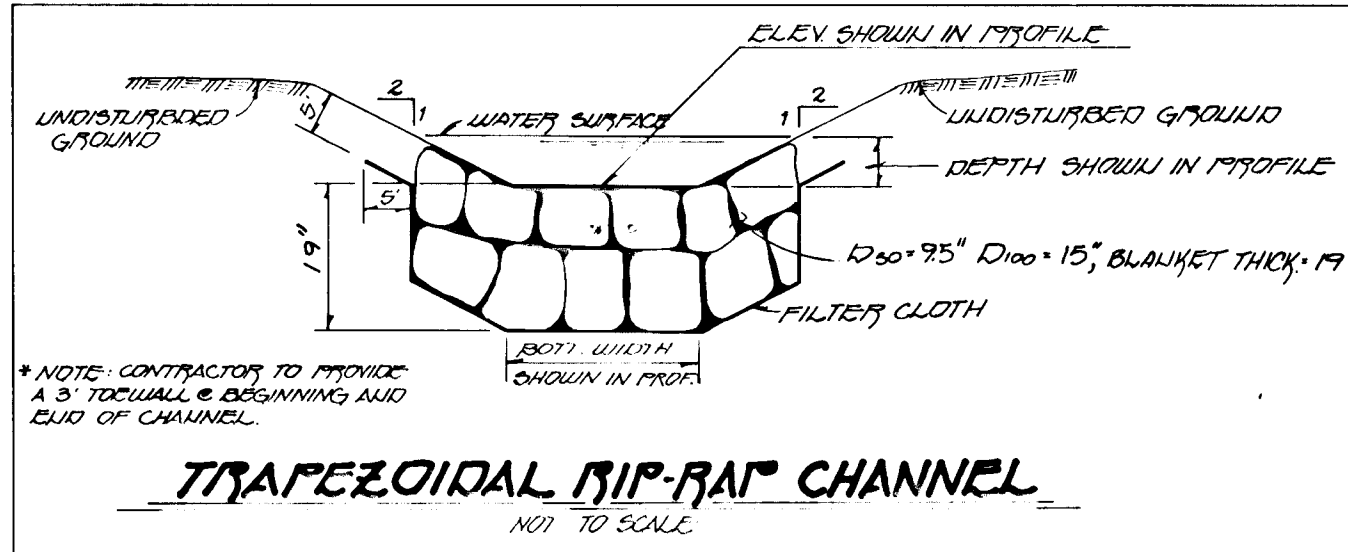 ELEV. SHOWN IN PROFILE
2
1
2
1
5'
UNDISTURBDED
GROUND
WATER SURFACE
UNDISTURBED GROUND
DEPTH SHOWN IN PROFILE
5'
19"
D50 = 9.5" D100 = 15", BLANKET THICK. = 19
FILTER CLOTH
BOTT. WIDTH
SHOWN IN PROF.
* NOTE: CONTRACTOR TO PROVIDE
A 3' TOEWALL @ BEGINNING AND
END OF CHANNEL.
TRAPEZOIDAL RIP-RAP CHANNEL
NOT TO SCALE